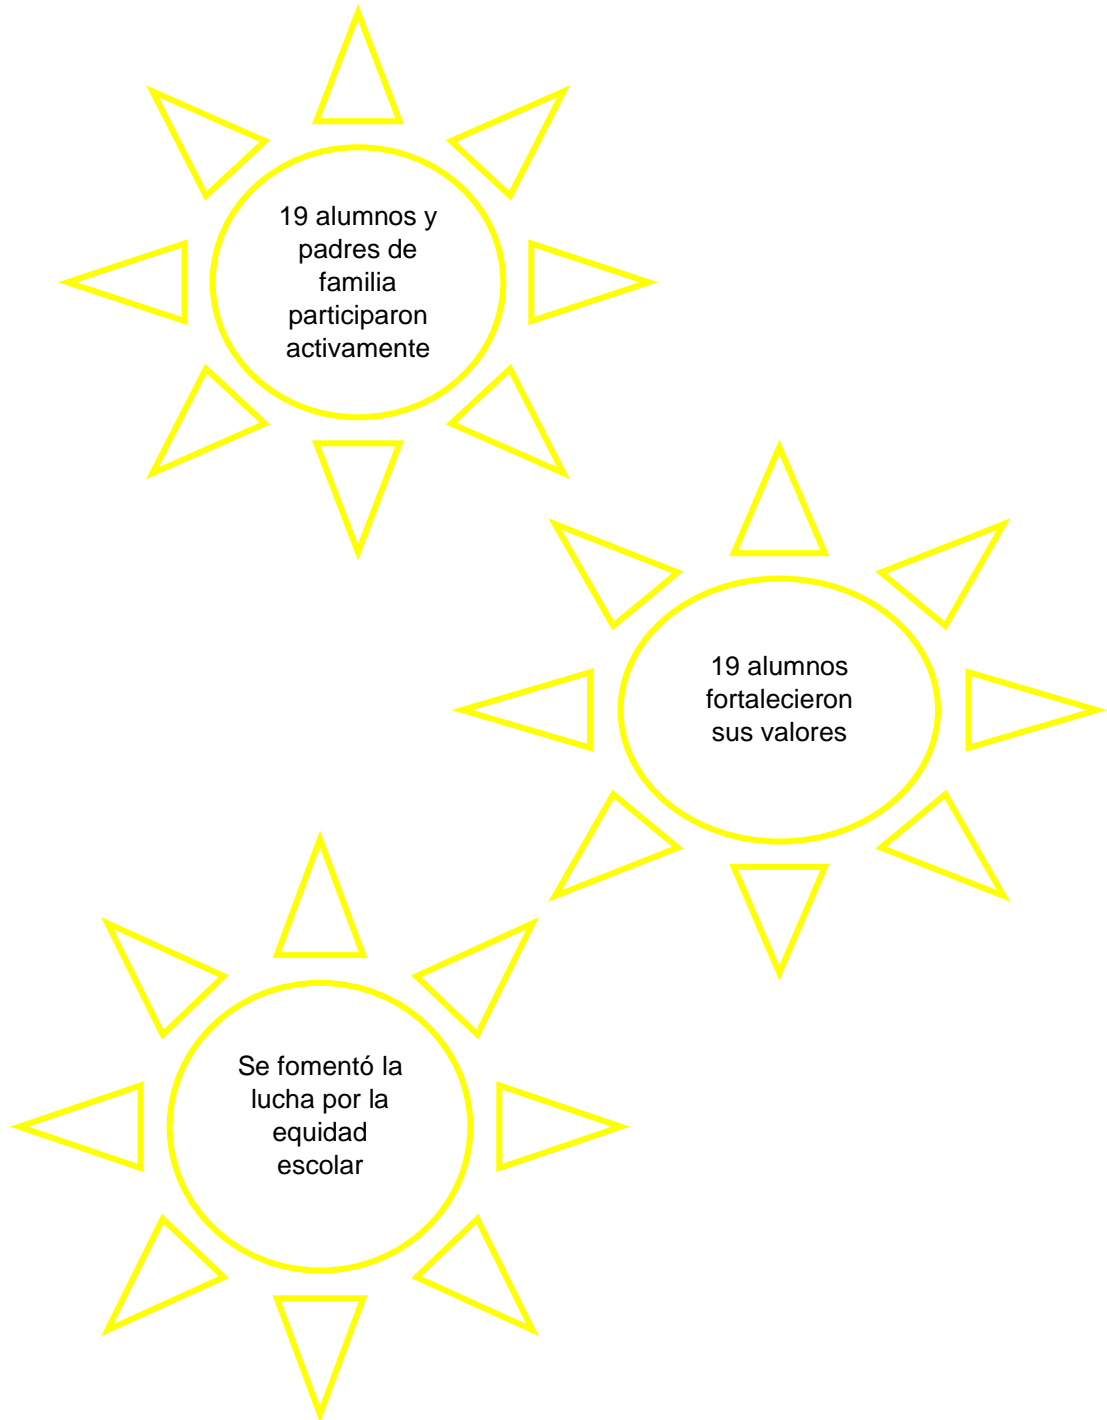 19 alumnos y
padres de
familia
participaron
activamente
19 alumnos
fortalecieron
sus valores
Se fomentó la
lucha por la
equidad
escolar